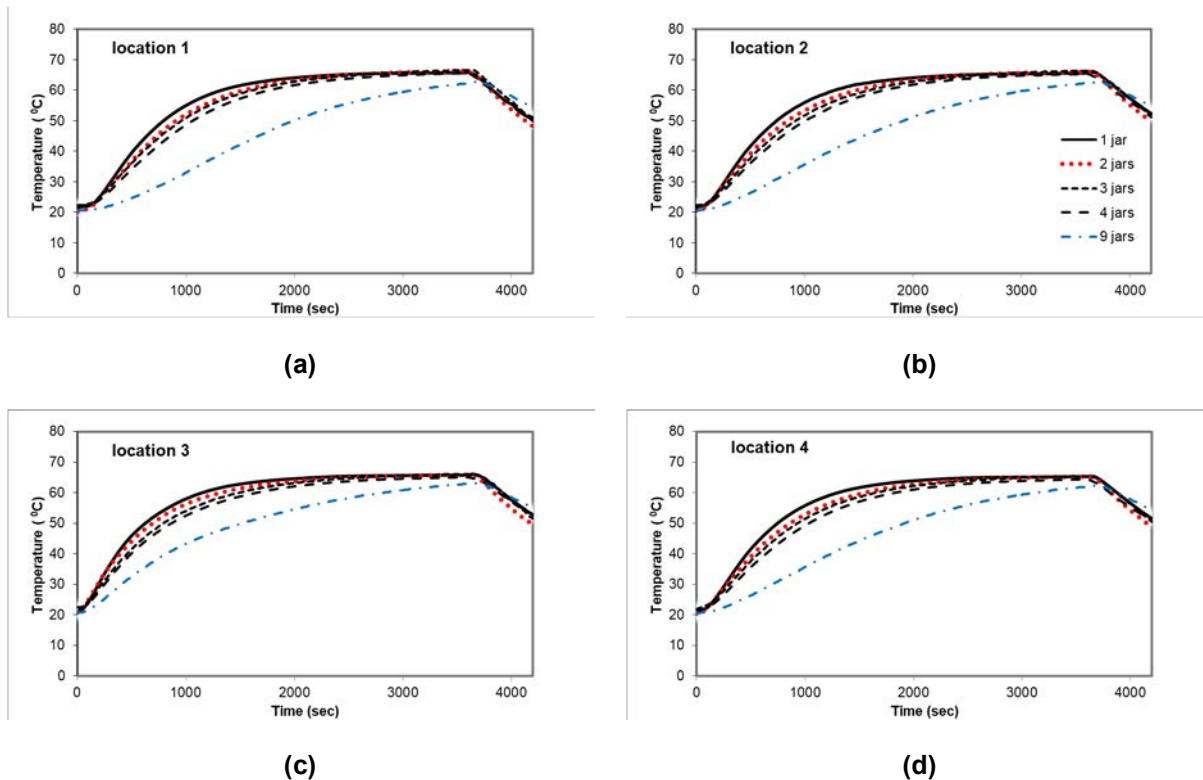 location 1
Temperature ( ⁰C)
80
70
60
50
40
30
20
10
0
0 1000 2000 3000 4000
Time (sec)
(a)
location 2
Temperature ( ⁰C)
80
70
60
50
40
30
20
10
0
1 jar
2 jars
3 jars
4 jars
9 jars
0 1000 2000 3000 4000
Time (sec)
(b)
location 3
Temperature ( ⁰C)
80
70
60
50
40
30
20
10
0
0 1000 2000 3000 4000
Time (sec)
(c)
location 4
Temperature ( ⁰C)
80
70
60
50
40
30
20
10
0
0 1000 2000 3000 4000
Time (sec)
(d)